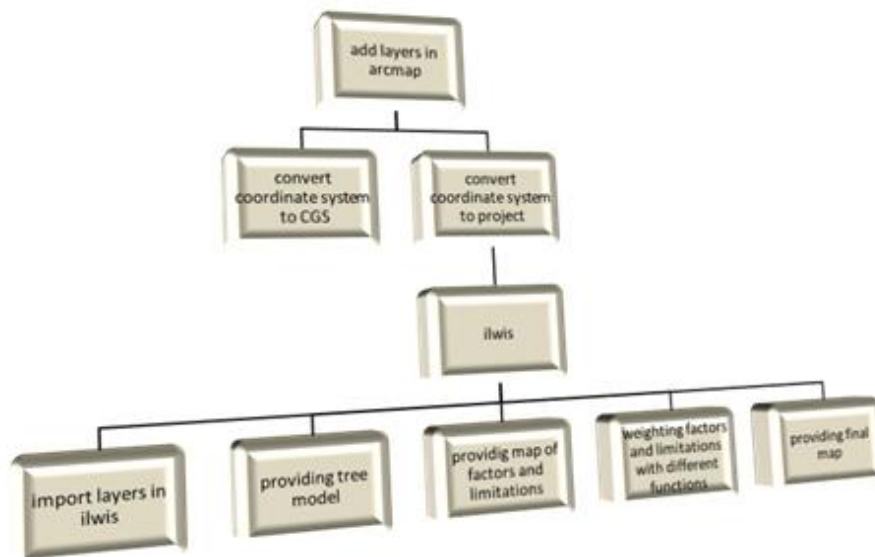 add layers in
arcmap
convert
coordinate system
to CGS
convert
coordinate system
to project
ilwis
import layers in
ilwis
providing tree
model
providig map of
factors and
limitations
weighting factors
and limitations
with different
functions
providing final
map